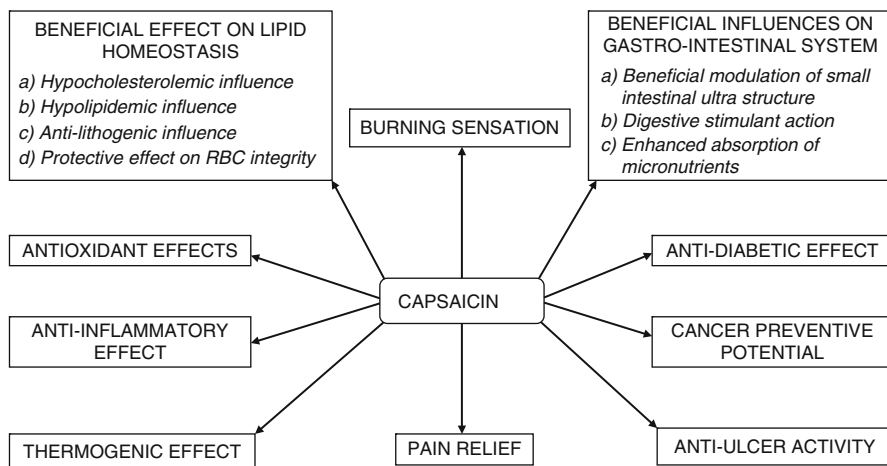 BENEFICIAL EFFECT ON LIPID
HOMEOSTASIS
a) Hypocholesterolemic influence
b) Hypolipidemic influence
c) Anti-lithogenic influence
d) Protective effect on RBC integrity
BURNING SENSATION
BENEFICIAL INFLUENCES ON
GASTRO-INTESTINAL SYSTEM
a) Beneficial modulation of small
intestinal ultra structure
b) Digestive stimulant action
c) Enhanced absorption of
micronutrients
ANTIOXIDANT EFFECTS
ANTI-DIABETIC EFFECT
CAPSAICIN
ANTI-INFLAMMATORY
EFFECT
CANCER PREVENTIVE
POTENTIAL
THERMOGENIC EFFECT
PAIN RELIEF
ANTI-ULCER ACTIVITY